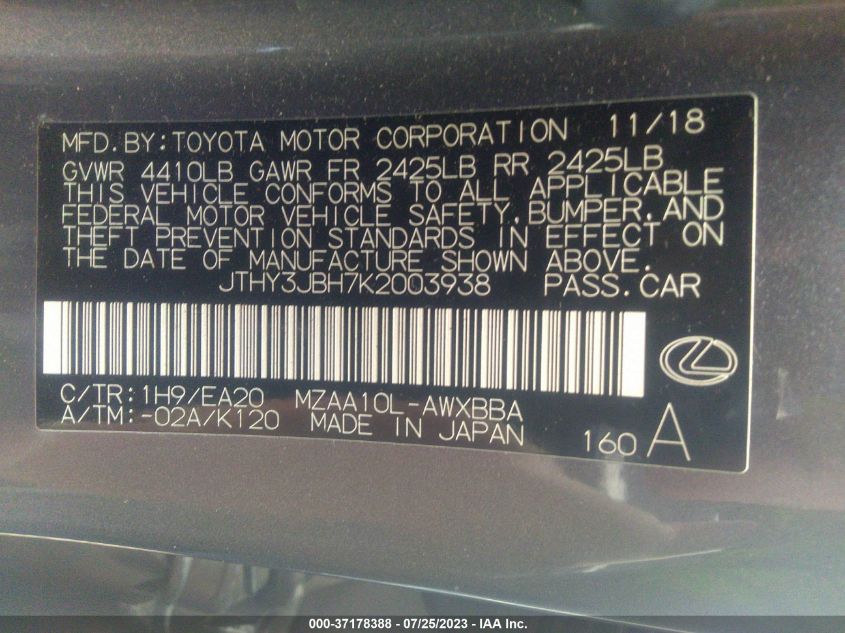 MFD.BY:TOYOTA MOTOR CORPORATION 11/18
GVWR 4410LB GAWR FR 2425LB RR 2425LB
THIS VEHICLE CONFORMS TO ALL APPLICABLE
FEDERAL MOTOR VEHICLE SAFETY,BUMPER,AND
THEFT PREVENTION STANDARDS IN EFFECT ON
THE DATE OF MANUFACTURE SHOWN ABOVE.
JTHY3JBH7K2003938 PASS.CAR
C/TR:1H9/EA20 MZAA10L-AWXBBA
A/TM:-02A/K120 MADE IN JAPAN 160 A
000-37178388 - 07/25/2023 - IAA Inc.